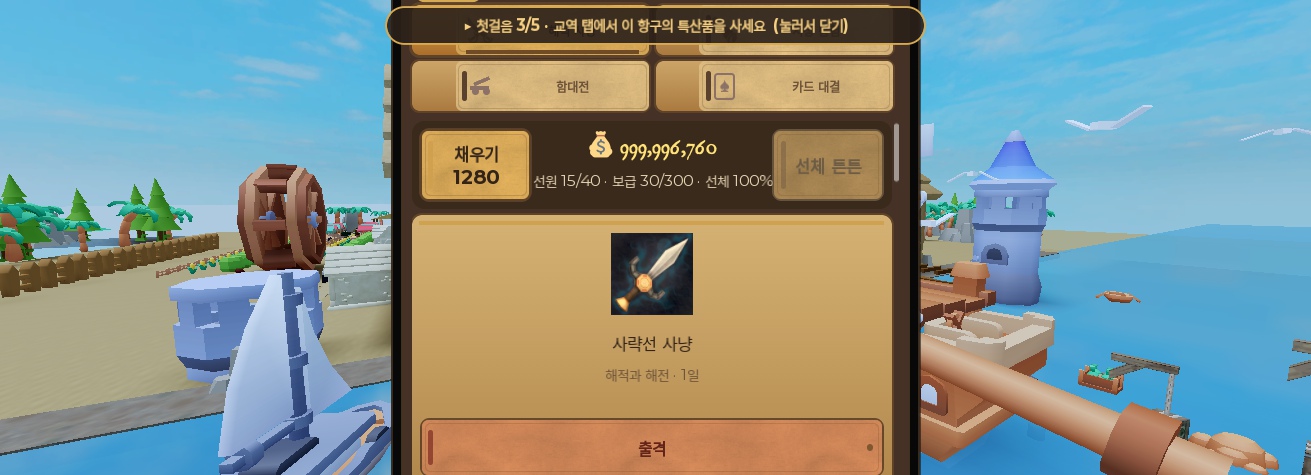 ▸ 첫걸음 3/5 · 교역 탭에서 이 항구의 특산품을 사세요 (눌러서 닫기)
함대전
카드 대결
채우기
1280
999,996,760
선원 15/40 · 보급 30/300 · 선체 100%
선체 튼튼
사략선 사냥
해적과 해전 · 1일
출격